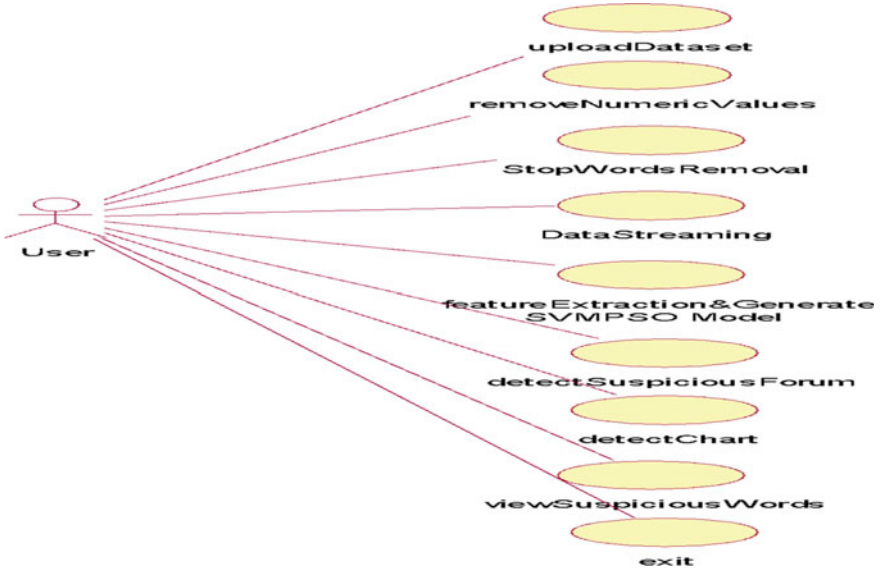 uploadDataset
removeNumericValues
StopWordsRemoval
User
DataStreaming
featureExtraction&Generate
SVMPSO Model
detectSuspiciousForum
detectChart
viewSuspiciousWords
exit